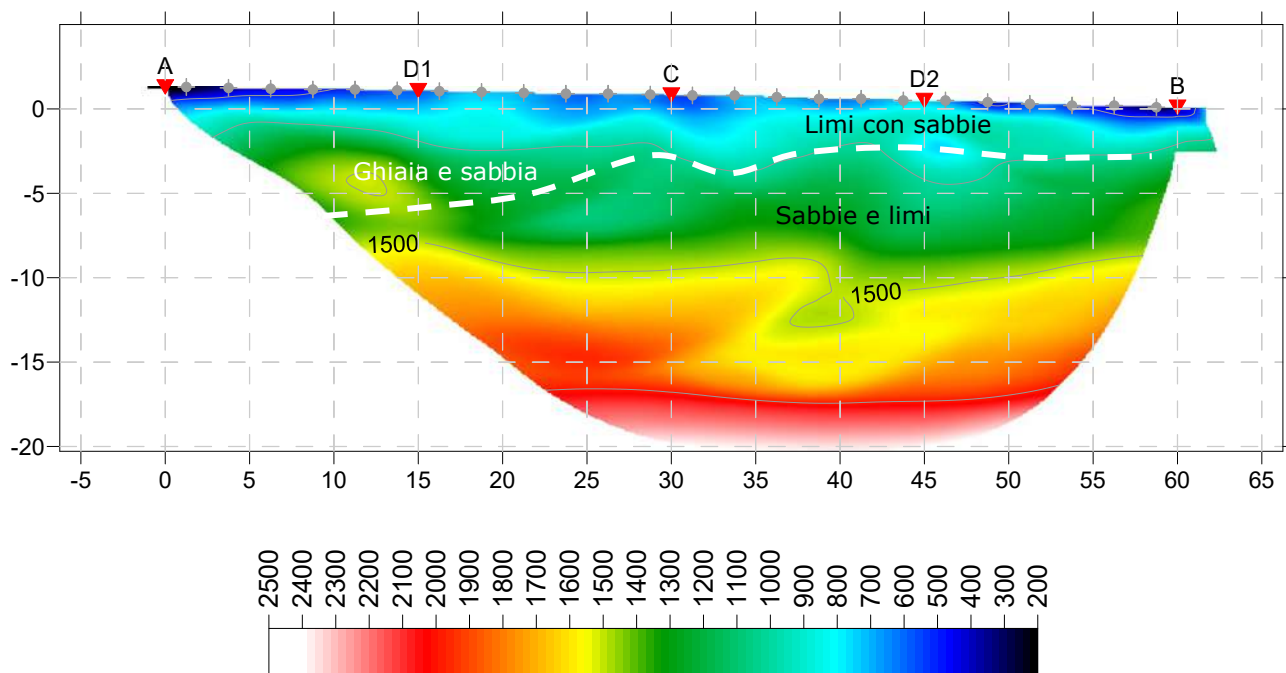 A D1 C D2 B
0
Limi con sabbie
Ghiaia e sabbia
-5
Sabbie e limi
1500
-10
1500
-15
-20
-5 0 5 10 15 20 25 30 35 40 45 50 55 60 65
2500 2400 2300 2200 2100 2000 1900 1800 1700 1600 1500 1400 1300 1200 1100 1000 900 800 700 600 500 400 300 200